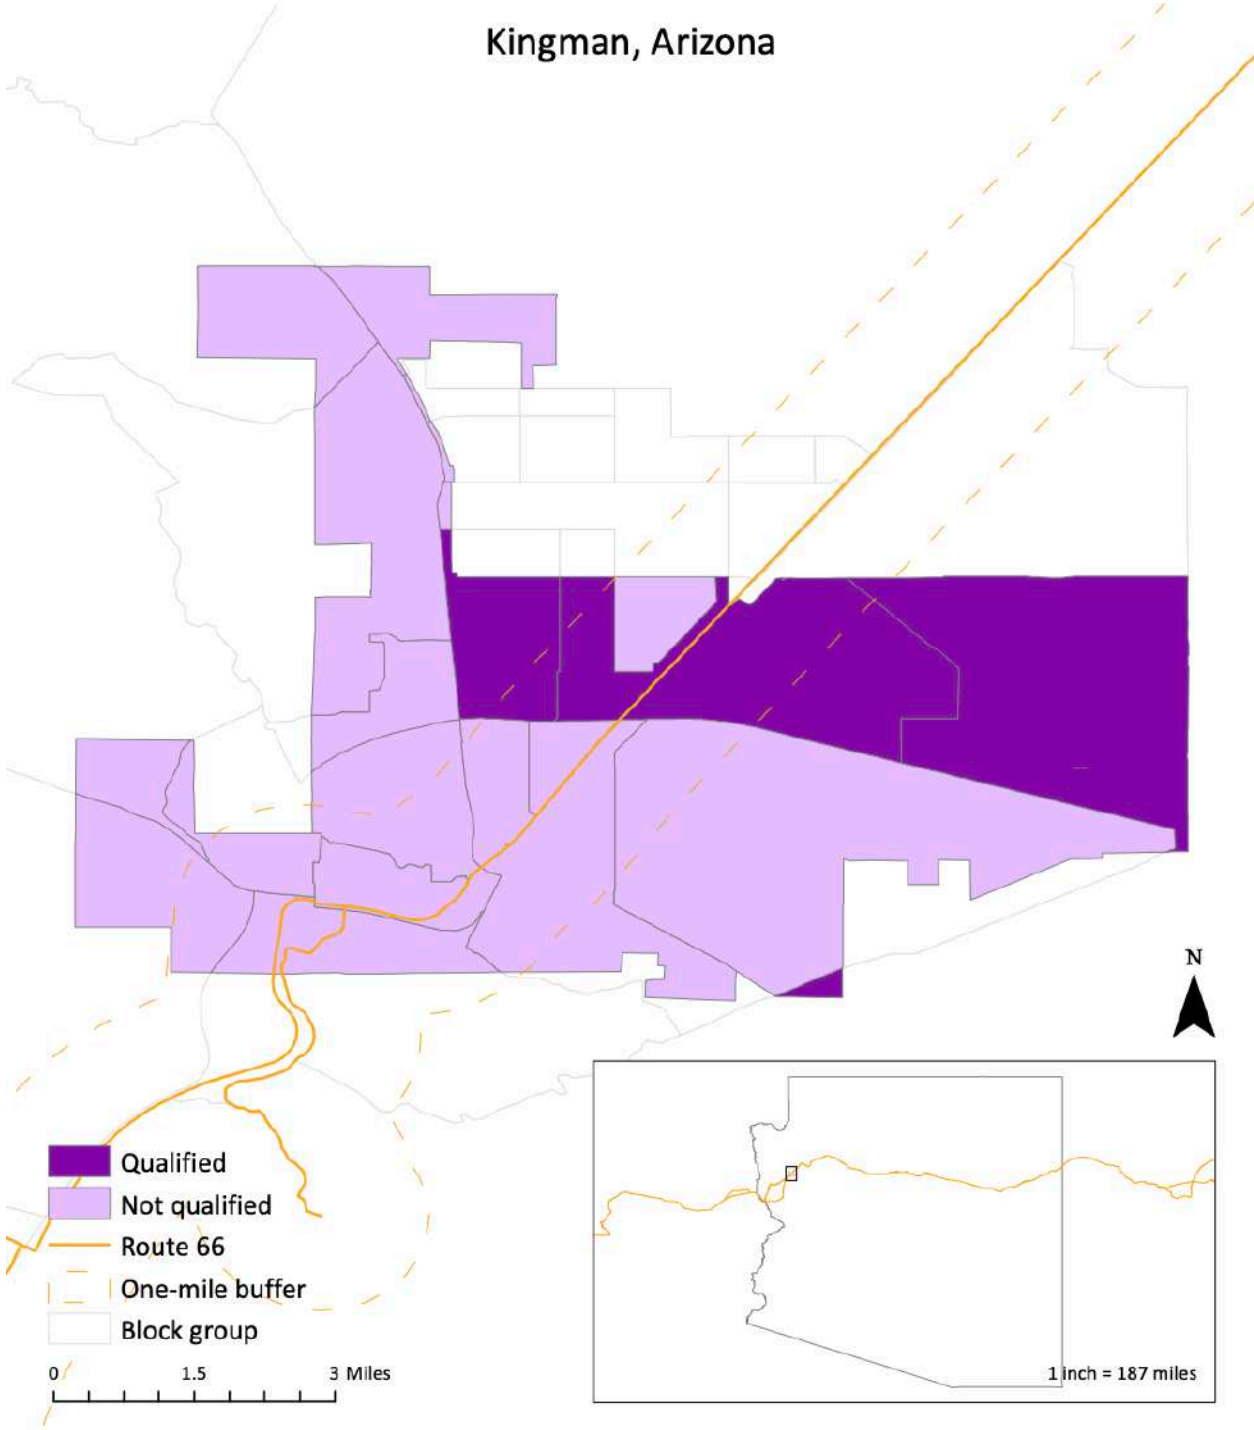 Kingman, Arizona
N
Qualified
Not qualified
Route 66
One-mile buffer
Block group
0 1.5 3 Miles
1 inch = 187 miles